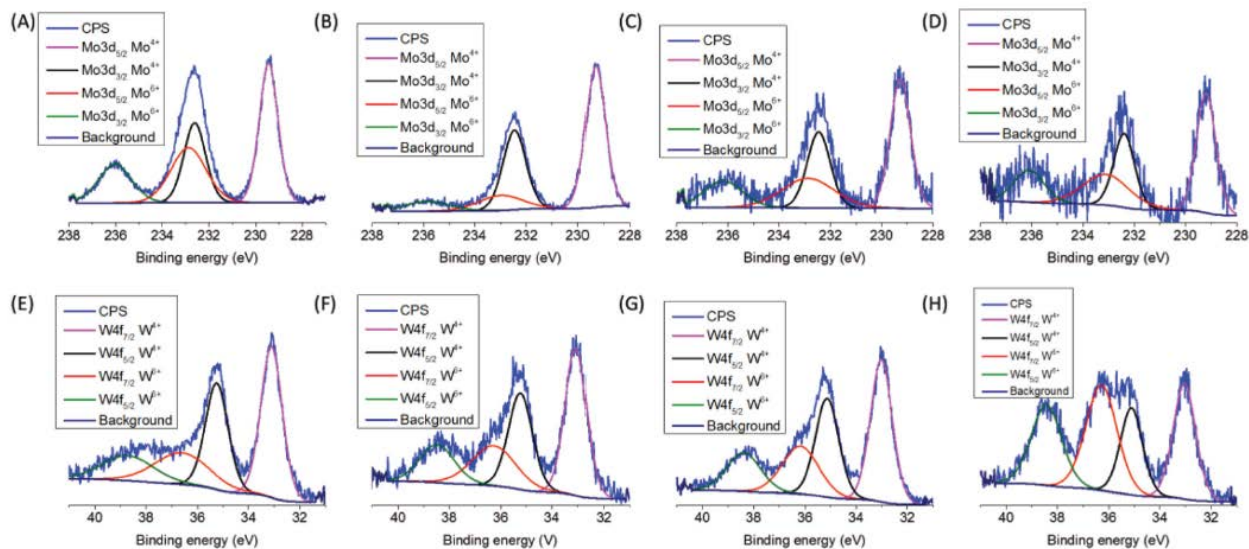 (A)
CPS
Mo3d5/2 Mo4+
Mo3d3/2 Mo4+
Mo3d5/2 Mo6+
Mo3d3/2 Mo6+
Background
238 236 234 232 230 228
Binding energy (eV)
(B)
CPS
Mo3d5/2 Mo4+
Mo3d3/2 Mo4+
Mo3d5/2 Mo6+
Mo3d3/2 Mo6+
Background
238 236 234 232 230 228
Binding energy (eV)
(C)
CPS
Mo3d5/2 Mo4+
Mo3d3/2 Mo4+
Mo3d5/2 Mo6+
Mo3d3/2 Mo6+
Background
238 236 234 232 230 228
Binding energy (eV)
(D)
CPS
Mo3d5/2 Mo4+
Mo3d3/2 Mo4+
Mo3d5/2 Mo6+
Mo3d3/2 Mo6+
Background
238 236 234 232 230 228
Binding energy (eV)
(E)
CPS
W4f7/2 W4+
W4f5/2 W4+
W4f7/2 W6+
W4f5/2 W6+
Background
40 38 36 34 32
Binding energy (eV)
(F)
CPS
W4f7/2 W4+
W4f5/2 W4+
W4f7/2 W6+
W4f5/2 W6+
Background
40 38 36 34 32
Binding energy (V)
(G)
CPS
W4f7/2 W4+
W4f5/2 W4+
W4f7/2 W6+
W4f5/2 W6+
Background
40 38 36 34 32
Binding energy (eV)
(H)
CPS
W4f7/2 W4+
W4f5/2 W4+
W4f7/2 W6+
W4f5/2 W6+
Background
40 38 36 34 32
Binding energy (eV)